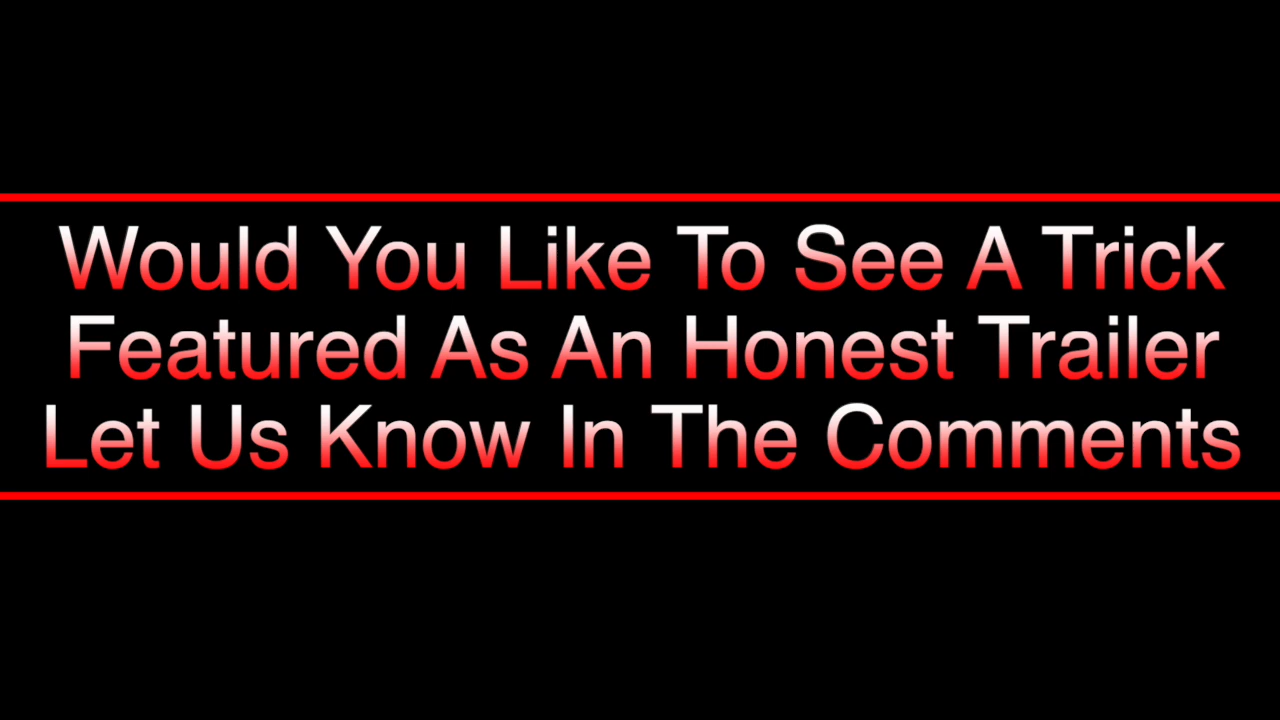 Would You Like To See A Trick
Featured As An Honest Trailer
Let Us Know In The Comments